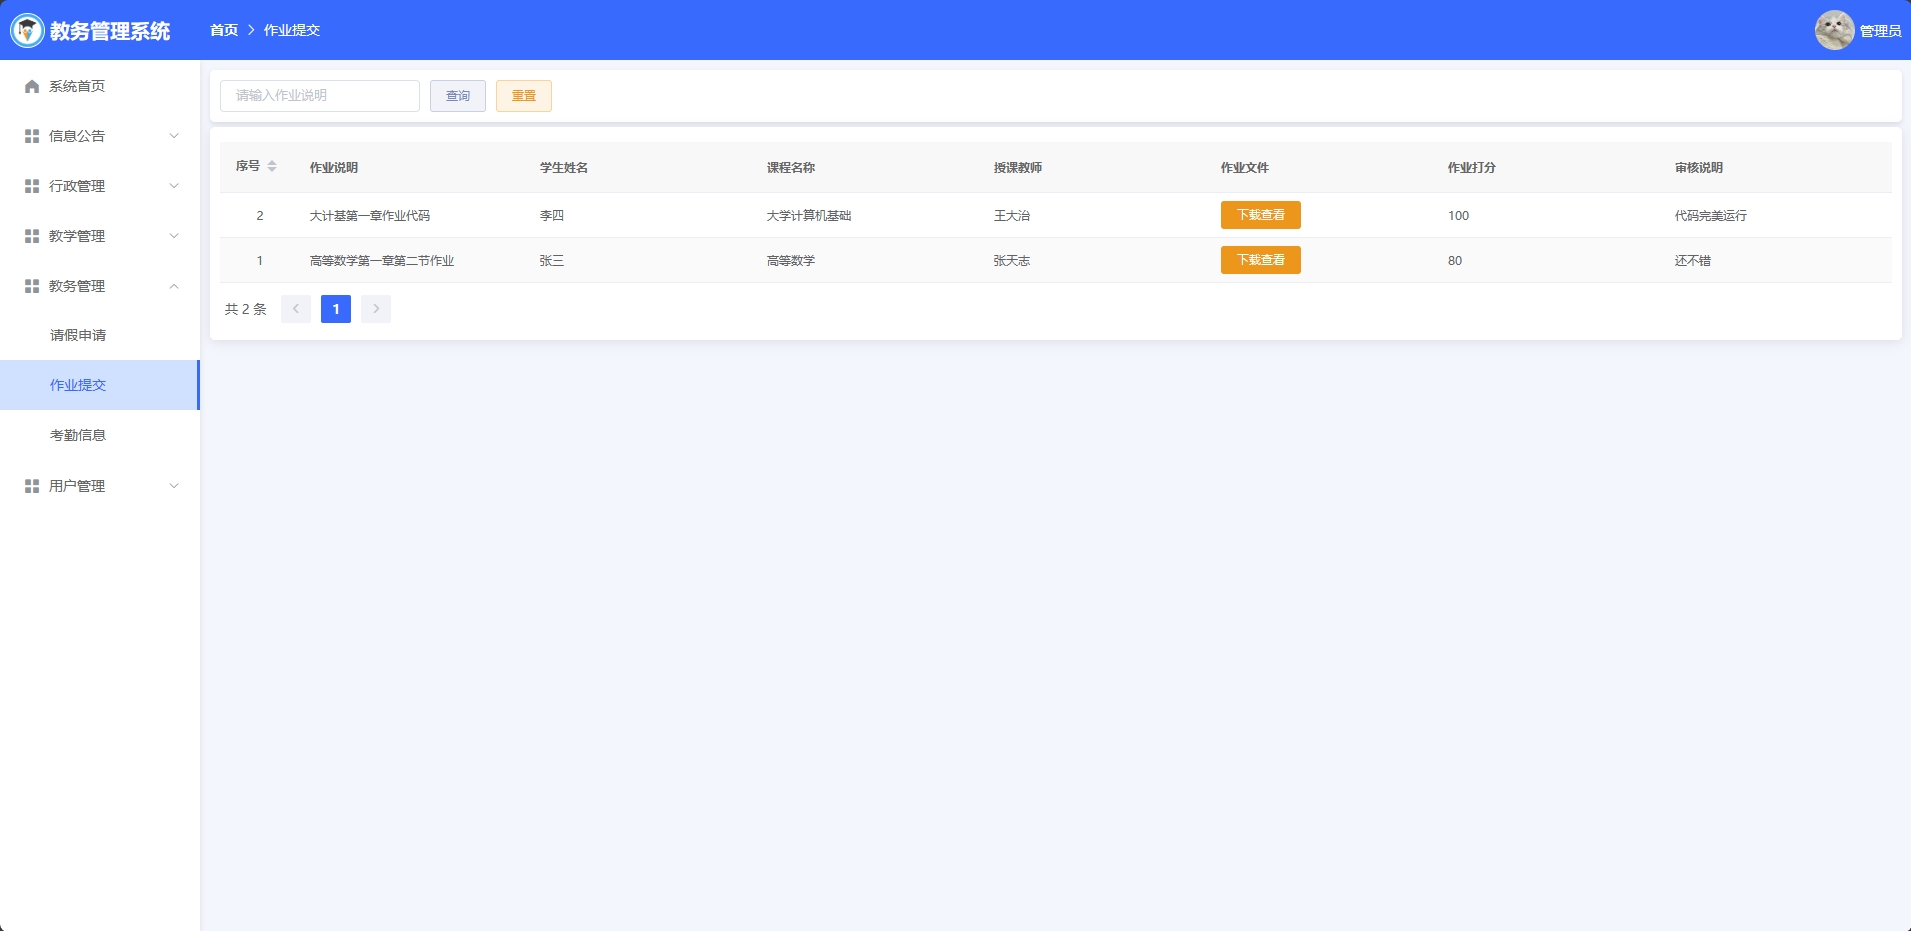 教务管理系统
首页 > 作业提交
管理员
系统首页
信息公告
行政管理
教学管理
教务管理
请假申请
作业提交
考勤信息
用户管理
请输入作业说明 查询 重置
序号 作业说明 学生姓名 课程名称 授课教师 作业文件 作业打分 审核说明
2 大计基第一章作业代码 李四 大学计算机基础 王大治 下载查看 100 代码完美运行
1 高等数学第一章第二节作业 张三 高等数学 张天志 下载查看 80 还不错
共 2 条 < 1 >